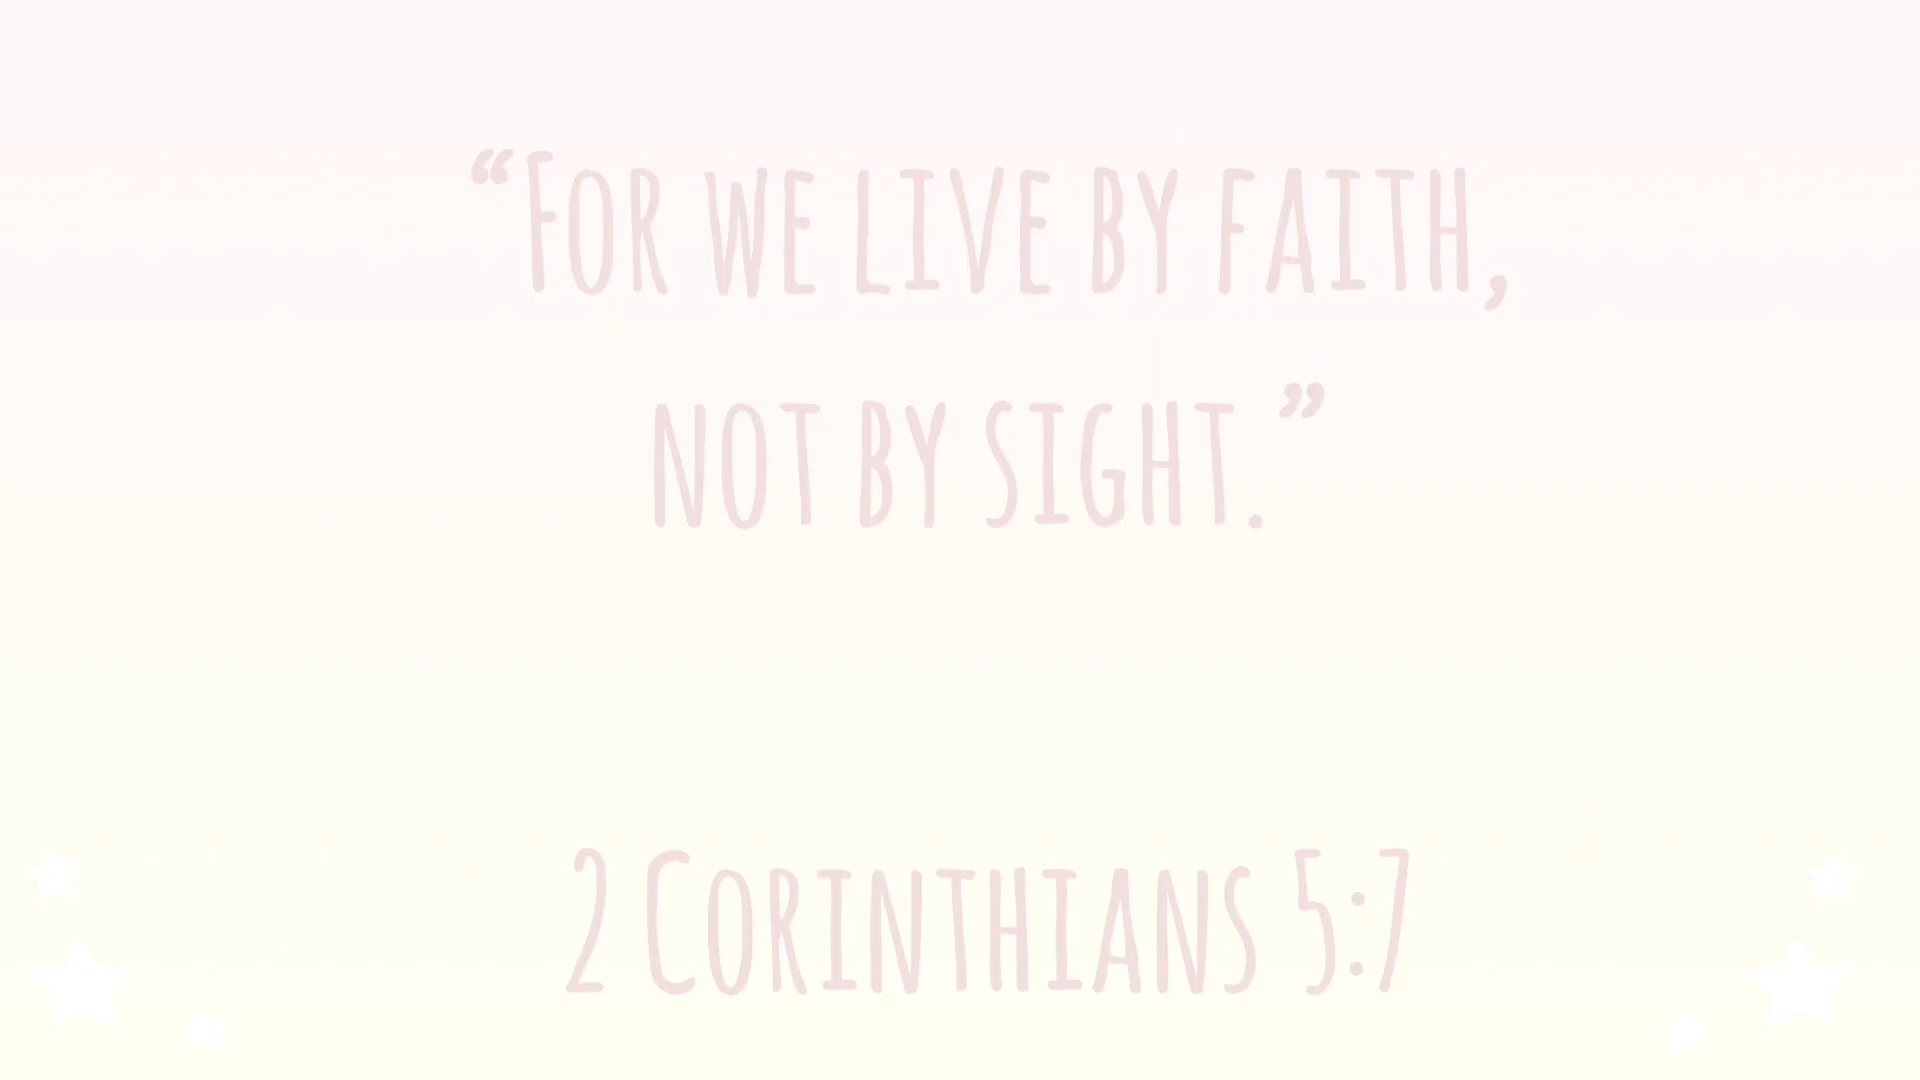 “For we live by faith,
not by sight.”
2 Corinthians 5:7